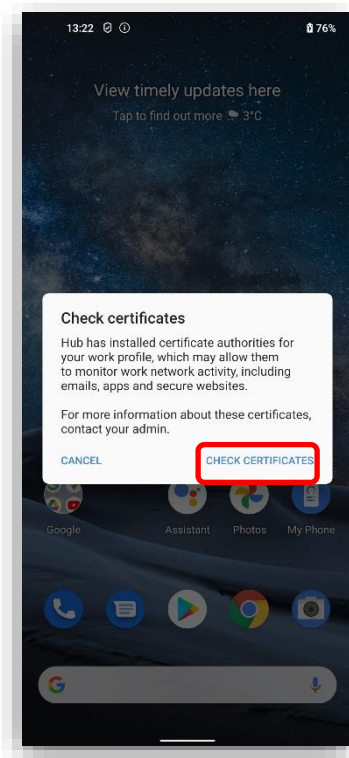 13:22
76%
View timely updates here
Tap to find out more 3°C
Check certificates
Hub has installed certificate authorities for
your work profile, which may allow them
to monitor work network activity, including
emails, apps and secure websites.
For more information about these certificates,
contact your admin.
CANCEL
CHECK CERTIFICATES
Google
Assistant
Photos
My Phone